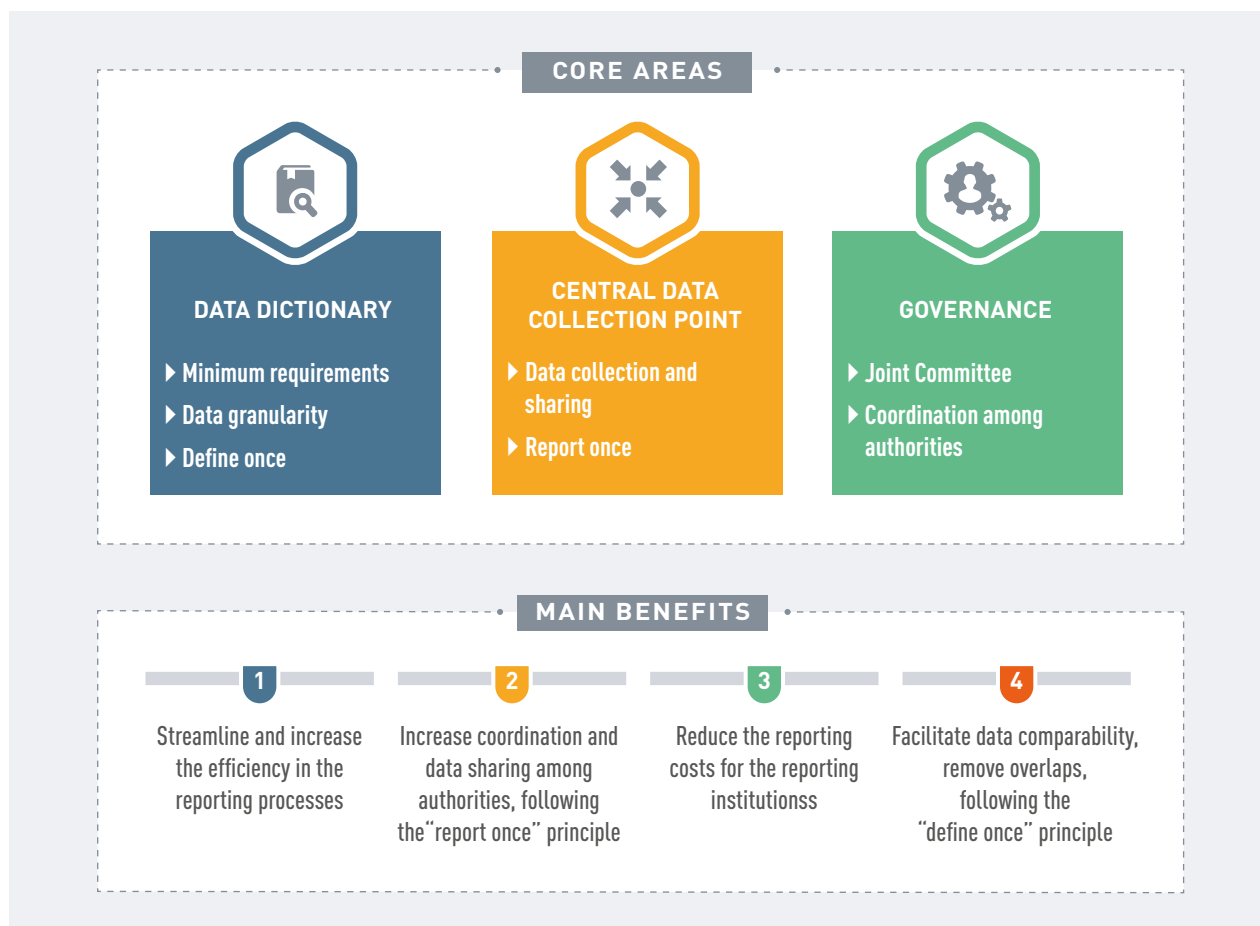 CORE AREAS
DATA DICTIONARY
Minimum requirements
Data granularity
Define once
CENTRAL DATA
COLLECTION POINT
Data collection and
sharing
Report once
GOVERNANCE
Joint Committee
Coordination among
authorities
MAIN BENEFITS
1
Streamline and increase
the efficiency in the
reporting processes
2
Increase coordination and
data sharing among
authorities, following
the“report once” principle
3
Reduce the reporting
costs for the reporting
institutionss
4
Facilitate data comparability,
remove overlaps,
following the
“define once” principle